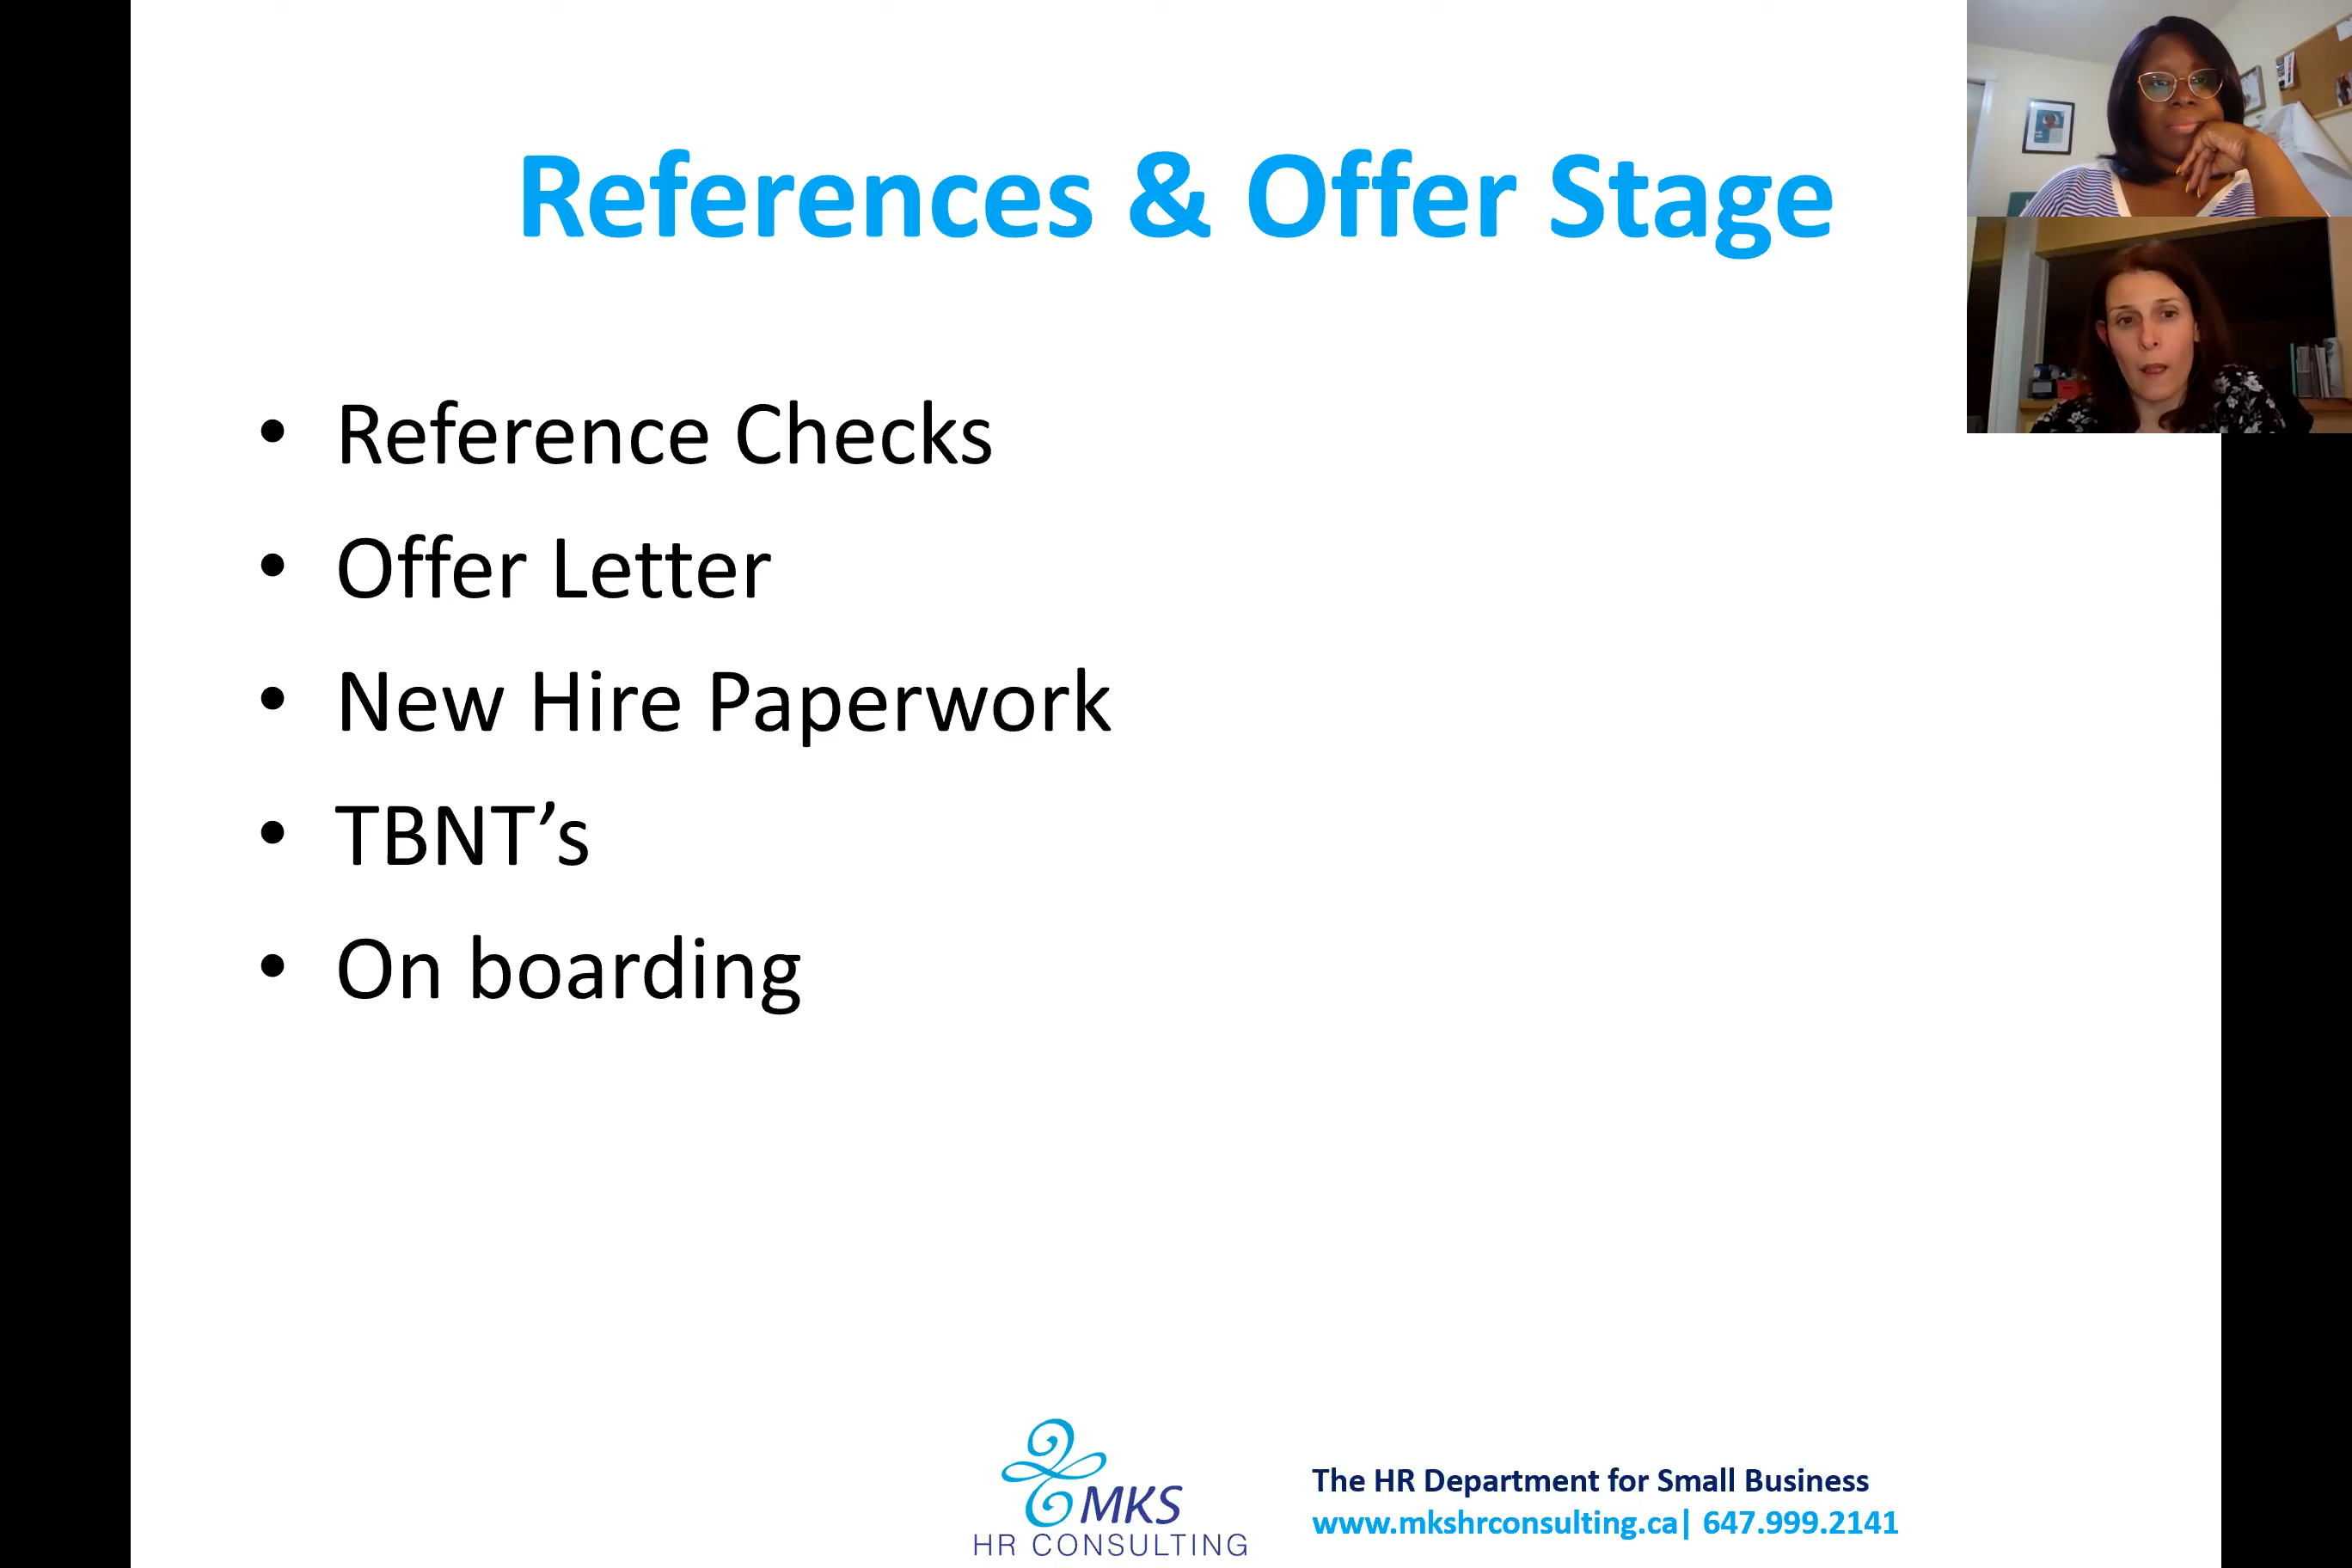 References & Offer Stage
• Reference Checks
• Offer Letter
• New Hire Paperwork
• TBNT’s
• On boarding
MKS
HR CONSULTING
The HR Department for Small Business
www.mkshrconsulting.ca| 647.999.2141